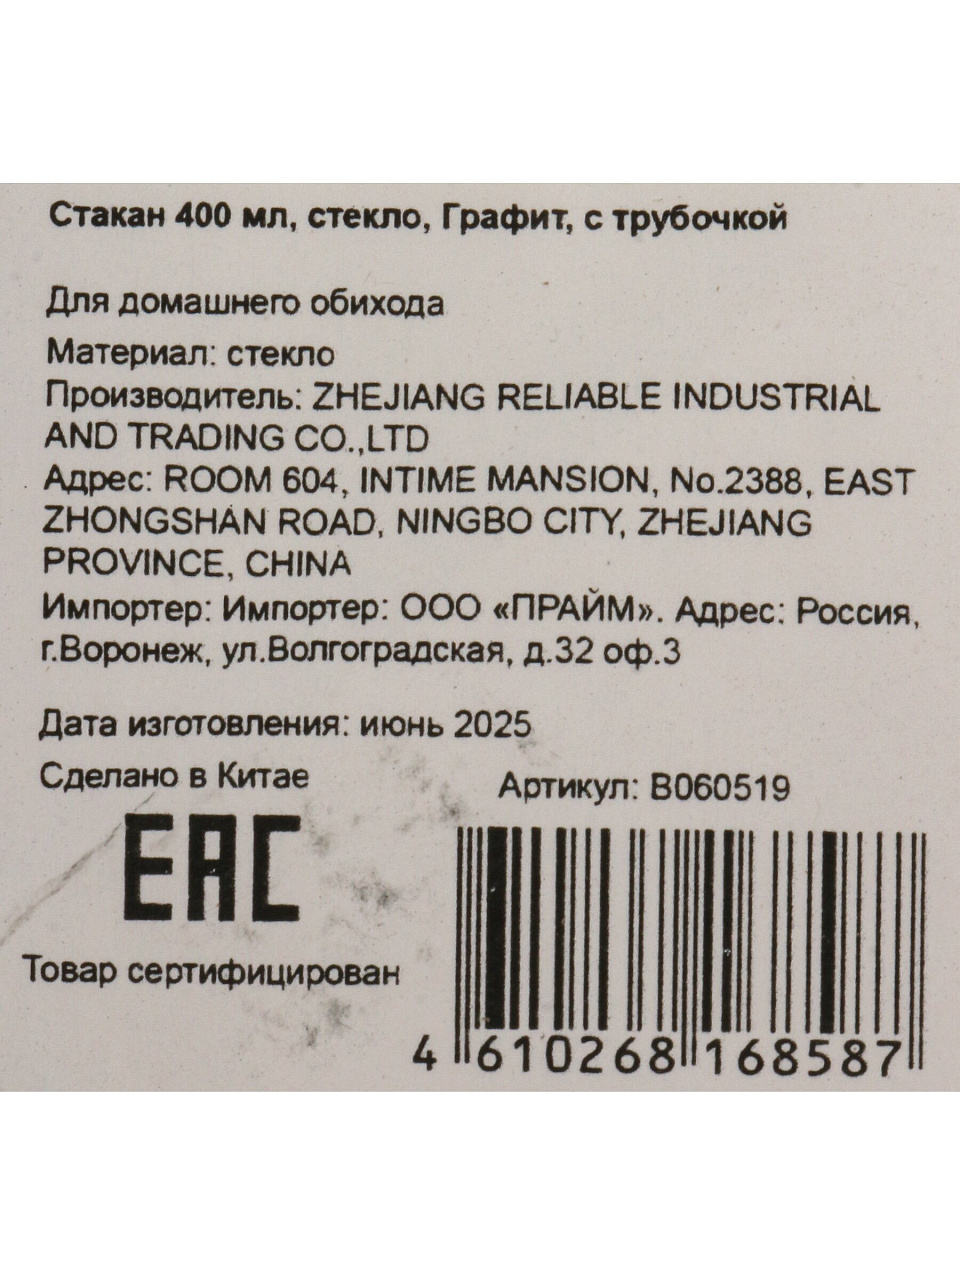 Стакан 400 мл, стекло, Графит, с трубочкой
Для домашнего обихода
Материал: стекло
Производитель: ZHEJIANG RELIABLE INDUSTRIAL
AND TRADING CO.,LTD
Адрес: ROOM 604, INTIME MANSION, No.2388, EAST
ZHONGSHAN ROAD, NINGBO CITY, ZHEJIANG
PROVINCE, CHINA
Импортер: Импортер: ООО «ПРАЙМ». Адрес: Россия,
г.Воронеж, ул.Волгоградская, д.32 оф.3
Дата изготовления: июнь 2025
Сделано в Китае
Артикул: B060519
EAC
Товар сертифицирован
4 610268 168587